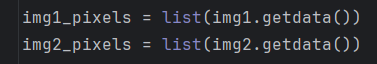 img1_pixels = list(img1.getdata())
img2_pixels = list(img2.getdata())